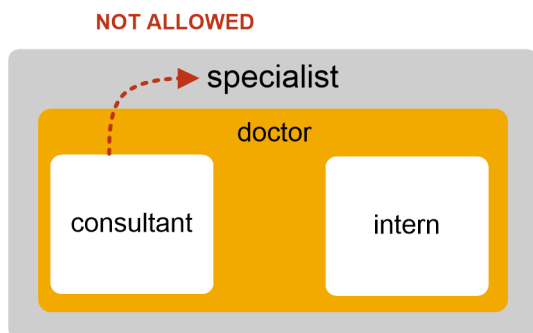 NOT ALLOWED
specialist
doctor
consultant
intern